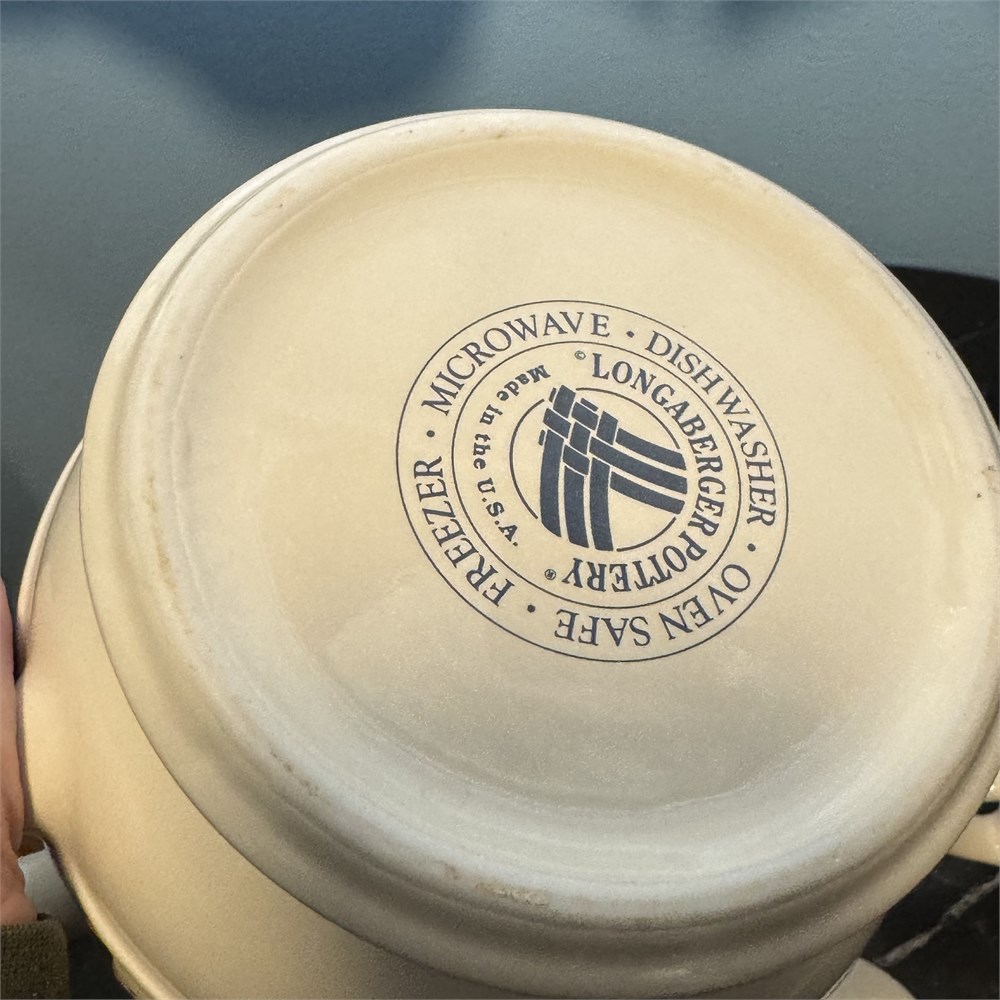 MICROWAVE · DISHWASHER · OVEN SAFE · FREEZER ·
© LONGABERGER POTTERY ®
Made in the U.S.A.